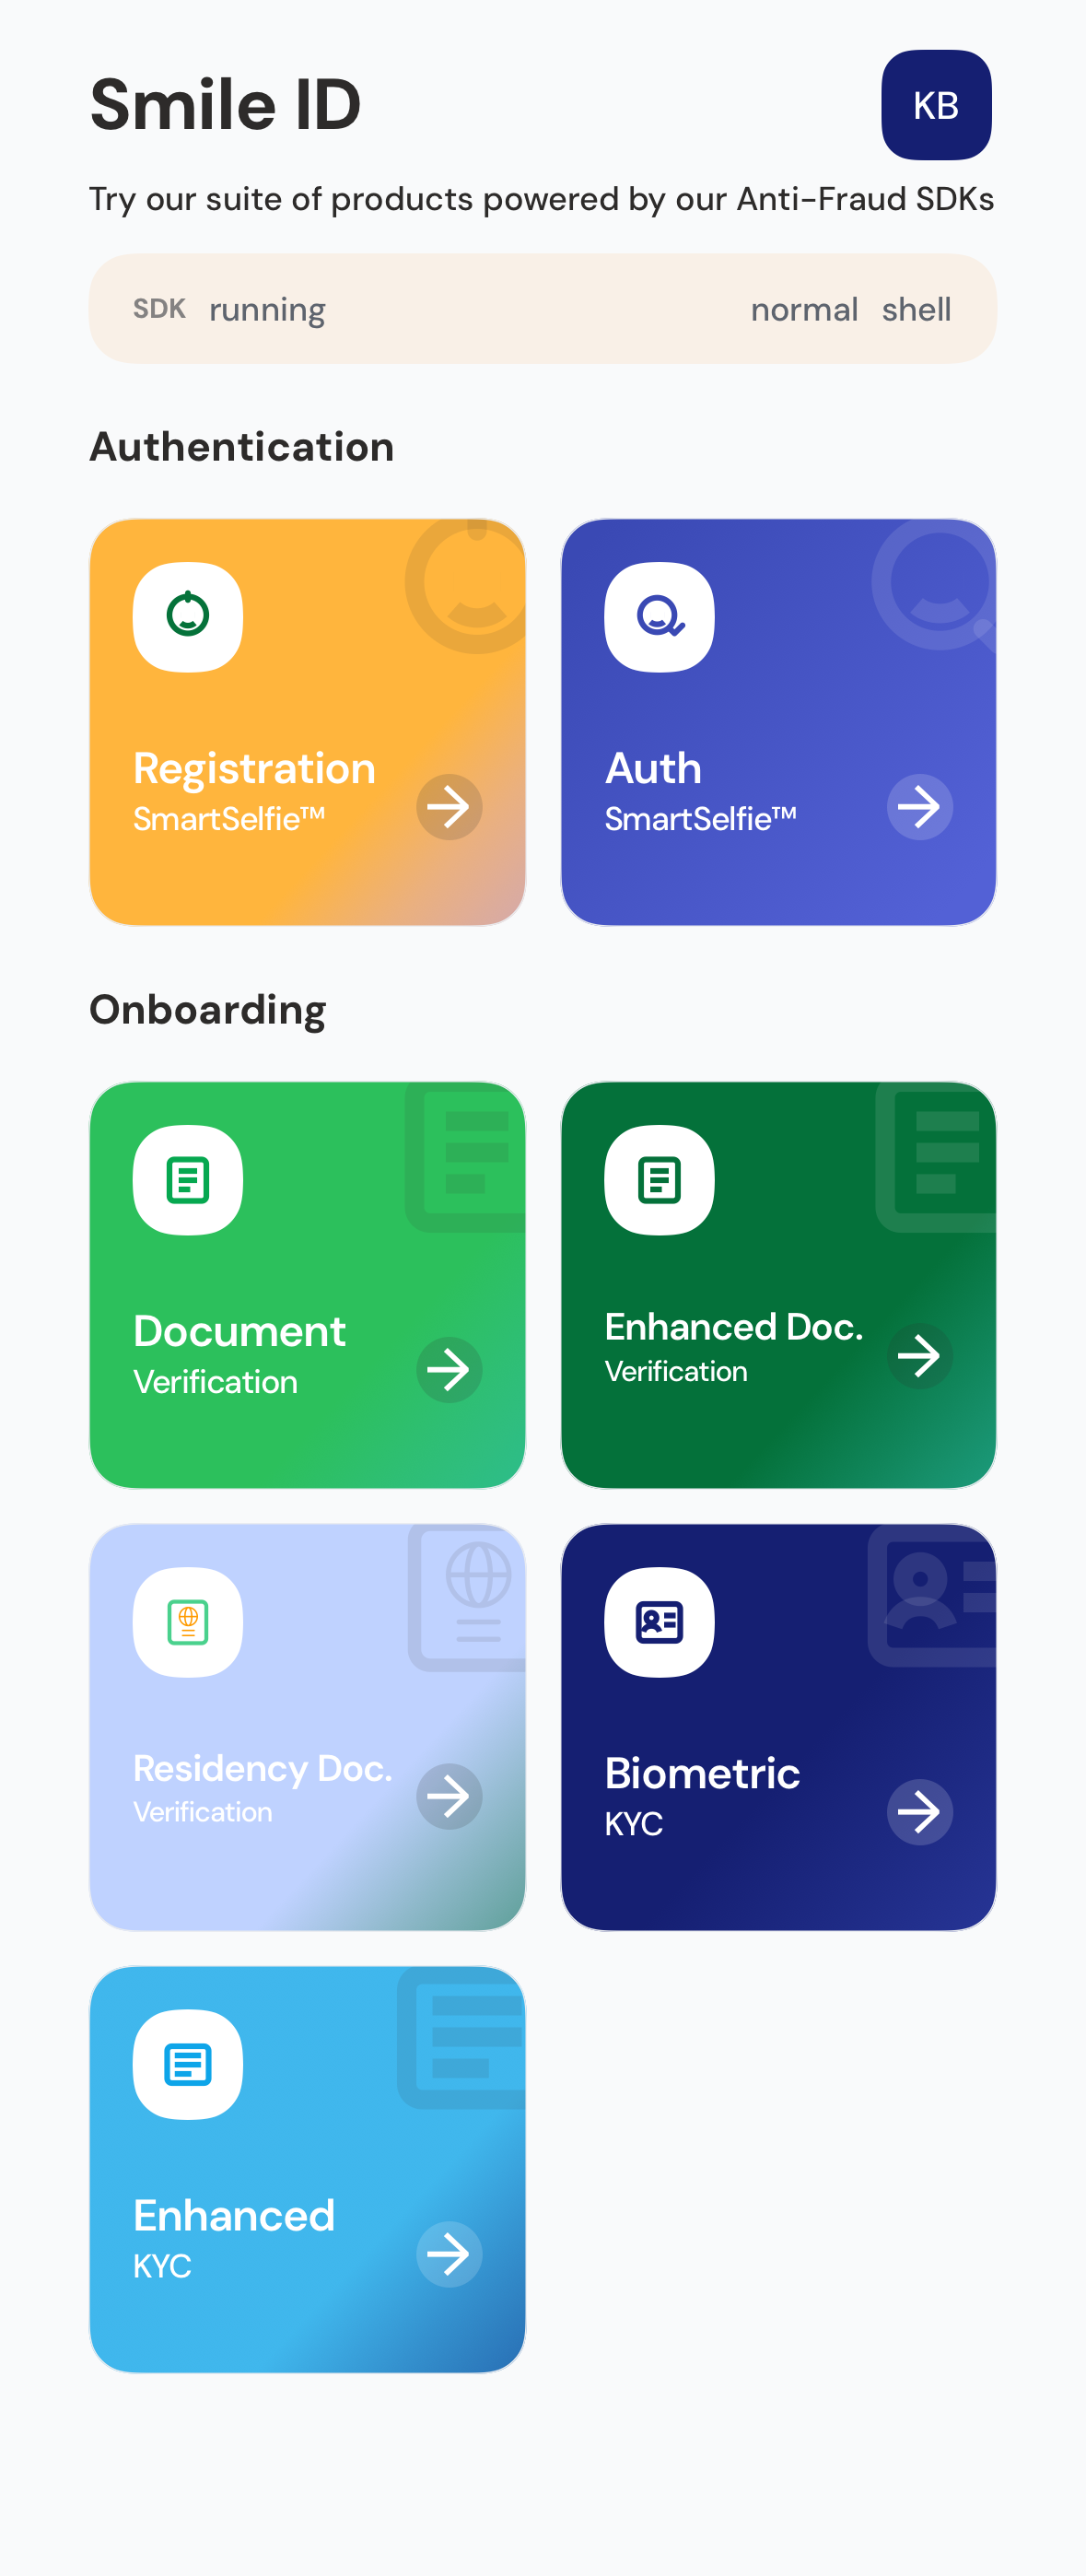 Smile ID
KB
Try our suite of products powered by our Anti-Fraud SDKs
SDK running normal shell
Authentication
Registration
SmartSelfie™
Auth
SmartSelfie™
Onboarding
Document
Verification
Enhanced Doc.
Verification
Residency Doc.
Verification
Biometric
KYC
Enhanced
KYC